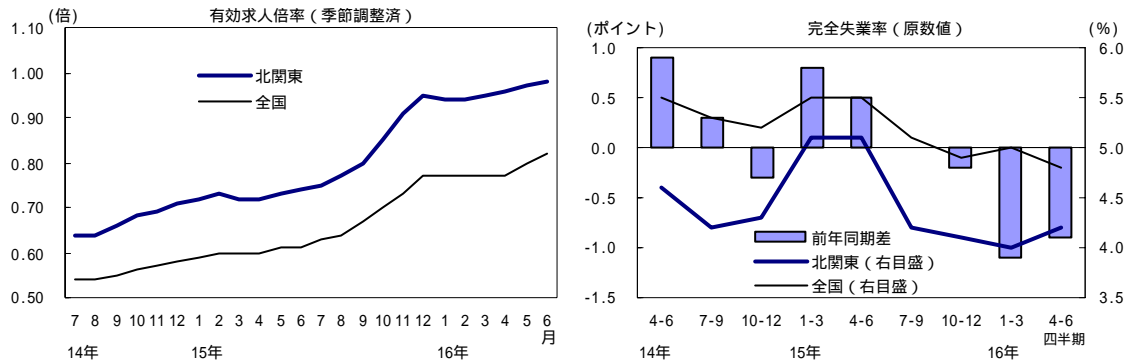 有効求人倍率（季節調整済）
(倍)
1.10
1.00
0.90
0.80
0.70
0.60
0.50
北関東
全国
7 8 9 10 11 12 1 2 3 4 5 6 7 8 9 10 11 12 1 2 3 4 5 6
月
14年 15年 16年
完全失業率（原数値）
(ポイント) (％)
1.0 6.0
0.5 5.5
0.0 5.0
-0.5 4.5
-1.0 4.0
-1.5 3.5
前年同期差
北関東（右目盛）
全国（右目盛）
4-6 7-9 10-12 1-3 4-6 7-9 10-12 1-3 4-6
四半期
14年 15年 16年